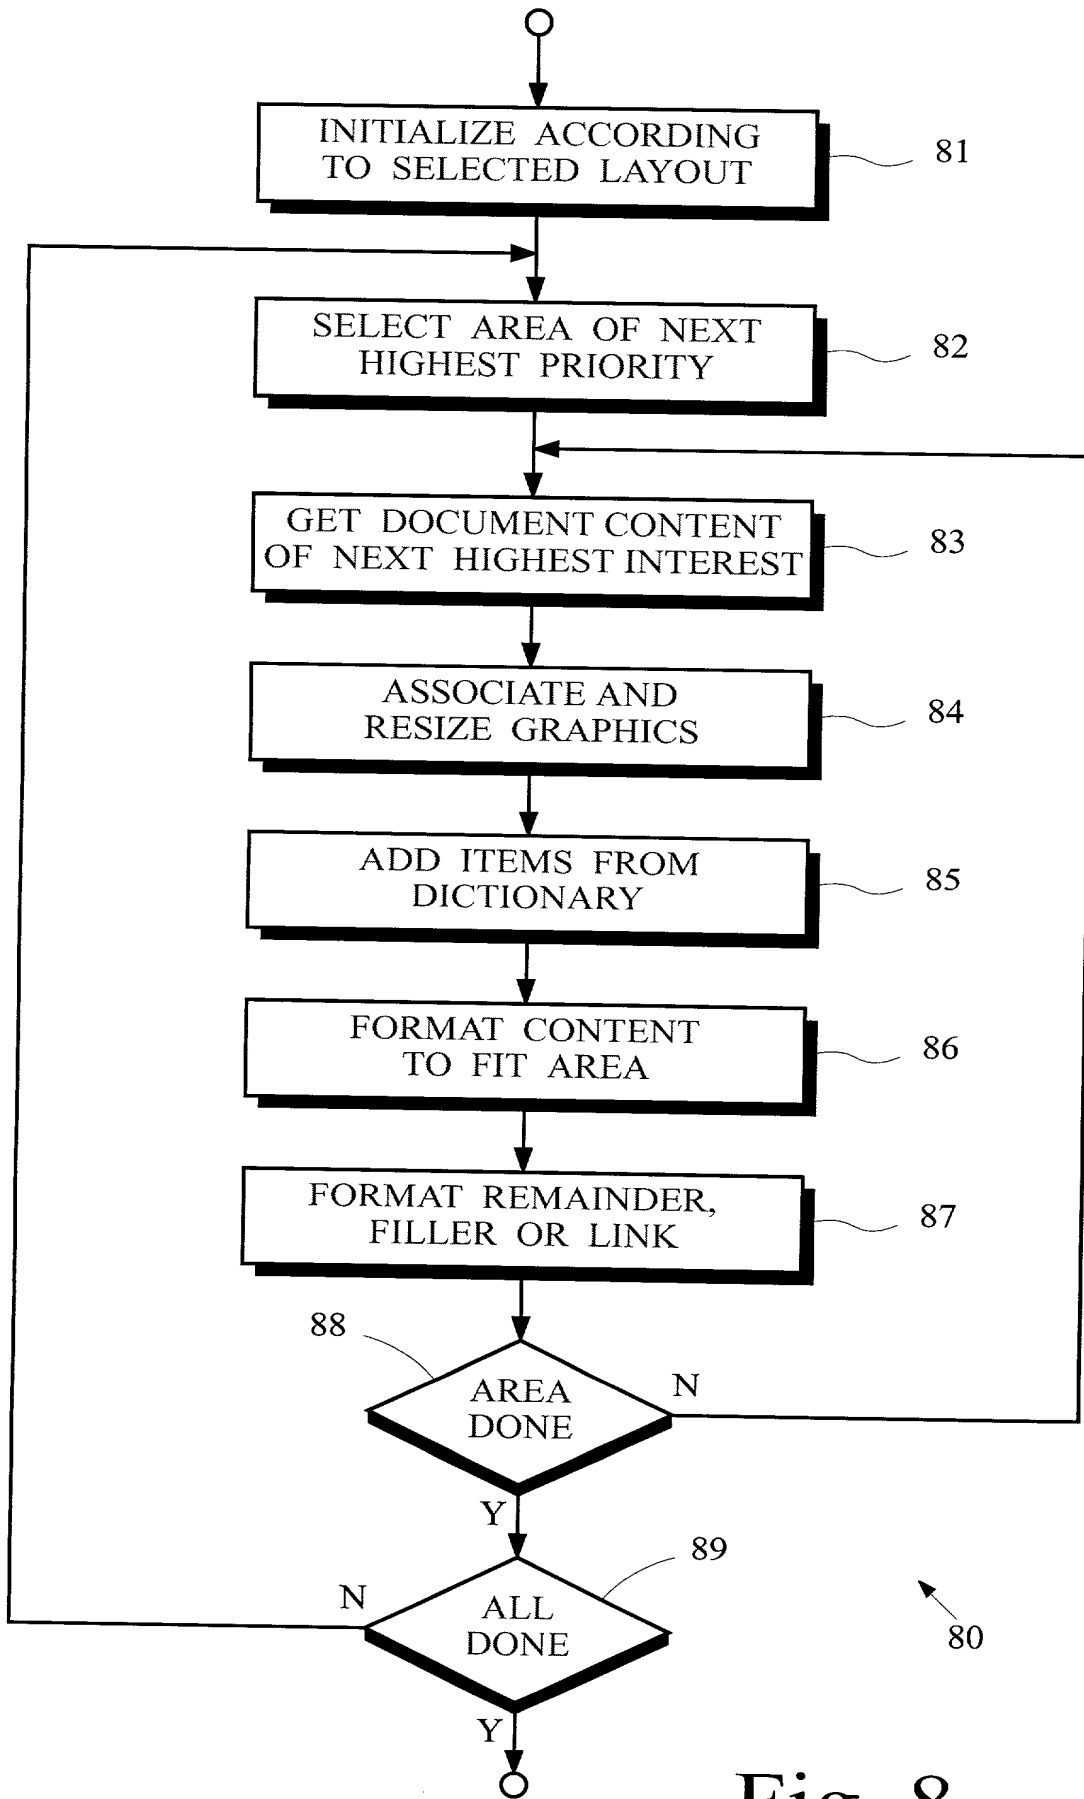 INITIALIZE ACCORDING
TO SELECTED LAYOUT
81
SELECT AREA OF NEXT
HIGHEST PRIORITY
82
GET DOCUMENT CONTENT
OF NEXT HIGHEST INTEREST
83
ASSOCIATE AND
RESIZE GRAPHICS
84
ADD ITEMS FROM
DICTIONARY
85
FORMAT CONTENT
TO FIT AREA
86
FORMAT REMAINDER,
FILLER OR LINK
87
88
AREA
DONE
N
Y
89
N
ALL
DONE
80
Y
Fig. 8